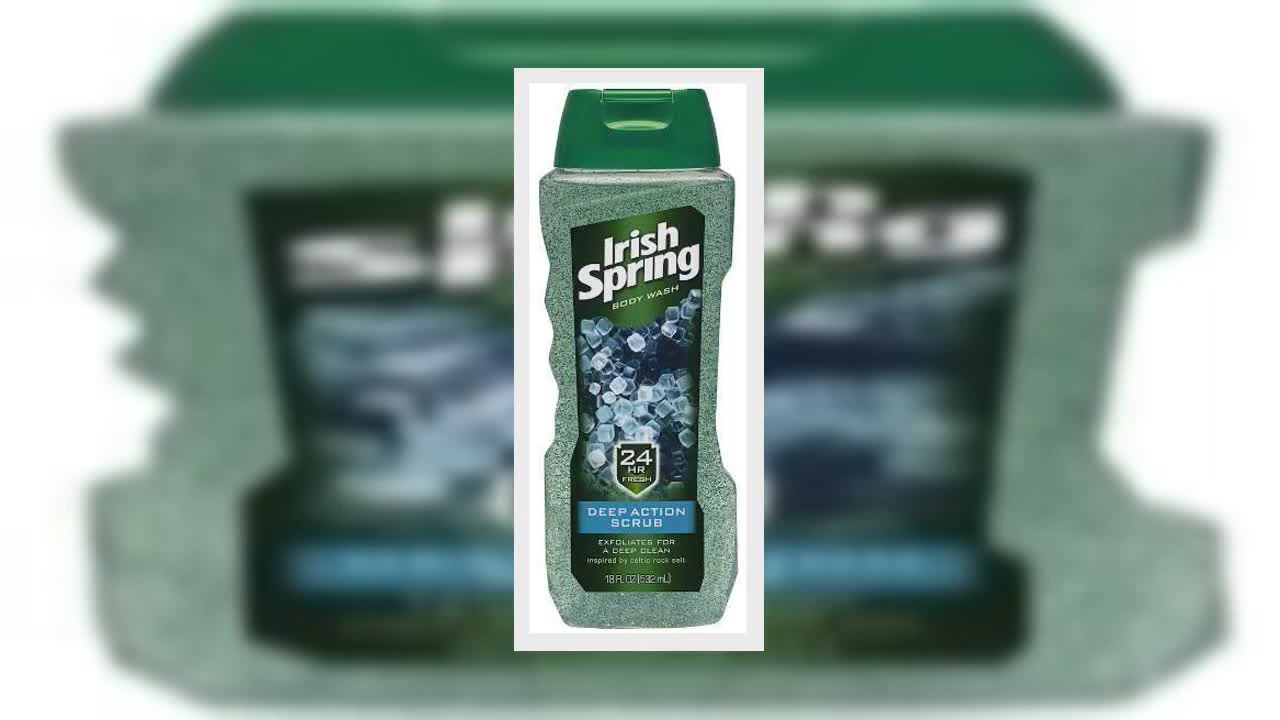 Irish
Spring
BODY WASH
24
HR
FRESH
DEEP ACTION
SCRUB
EXFOLIATES FOR
A DEEP CLEAN
inspired by celtic rock salt
18 FL OZ (532 mL)